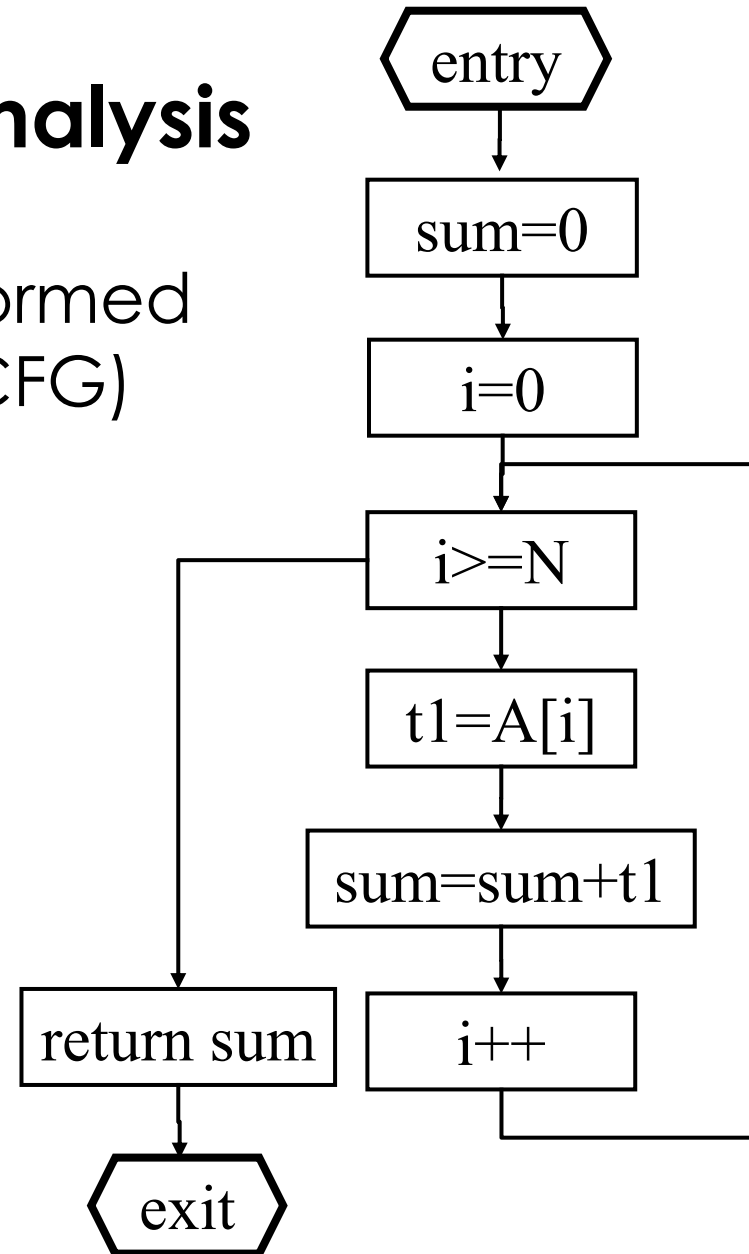 nalysis
ormed
CFG)
entry
sum=0
i=0
i>=N
t1=A[i]
sum=sum+t1
i++
return sum
exit